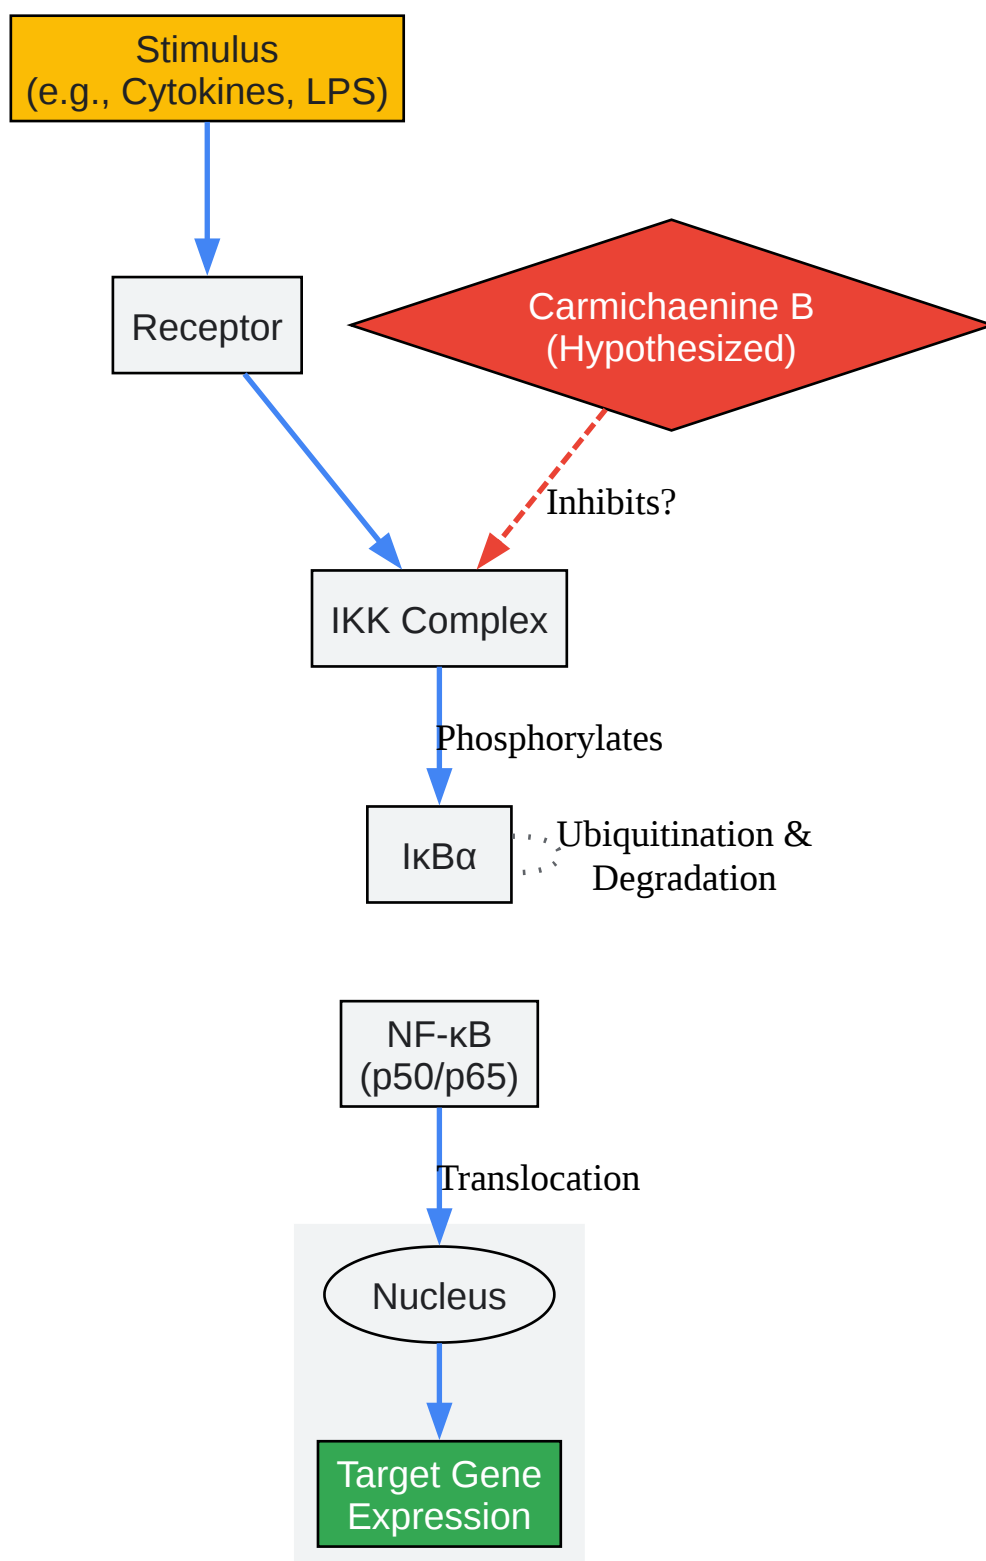 Stimulus
(e.g., Cytokines, LPS)
Receptor
Carmichaenine B
(Hypothesized)
Inhibits?
IKK Complex
Phosphorylates
IκBα
Ubiquitination &
Degradation
NF-κB
(p50/p65)
Translocation
Nucleus
Target Gene
Expression